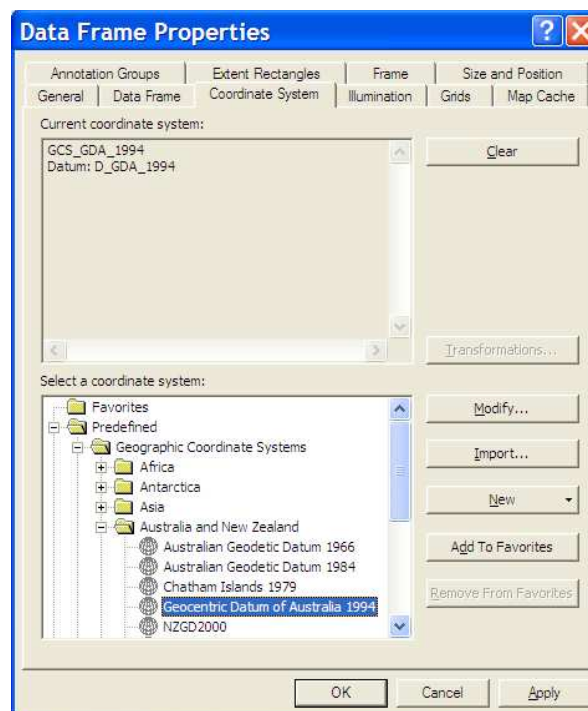 Data Frame Properties
Annotation Groups Extent Rectangles Frame Size and Position
General Data Frame Coordinate System Illumination Grids Map Cache
Current coordinate system:
GCS_GDA_1994
Datum: D_GDA_1994
Clear
Transformations...
Select a coordinate system:
Favorites
Predefined
Geographic Coordinate Systems
Africa
Antarctica
Asia
Australia and New Zealand
Australian Geodetic Datum 1966
Australian Geodetic Datum 1984
Chatham Islands 1979
Geocentric Datum of Australia 1994
NZGD2000
Modify...
Import...
New
Add To Favorites
Remove From Favorites
OK Cancel Apply